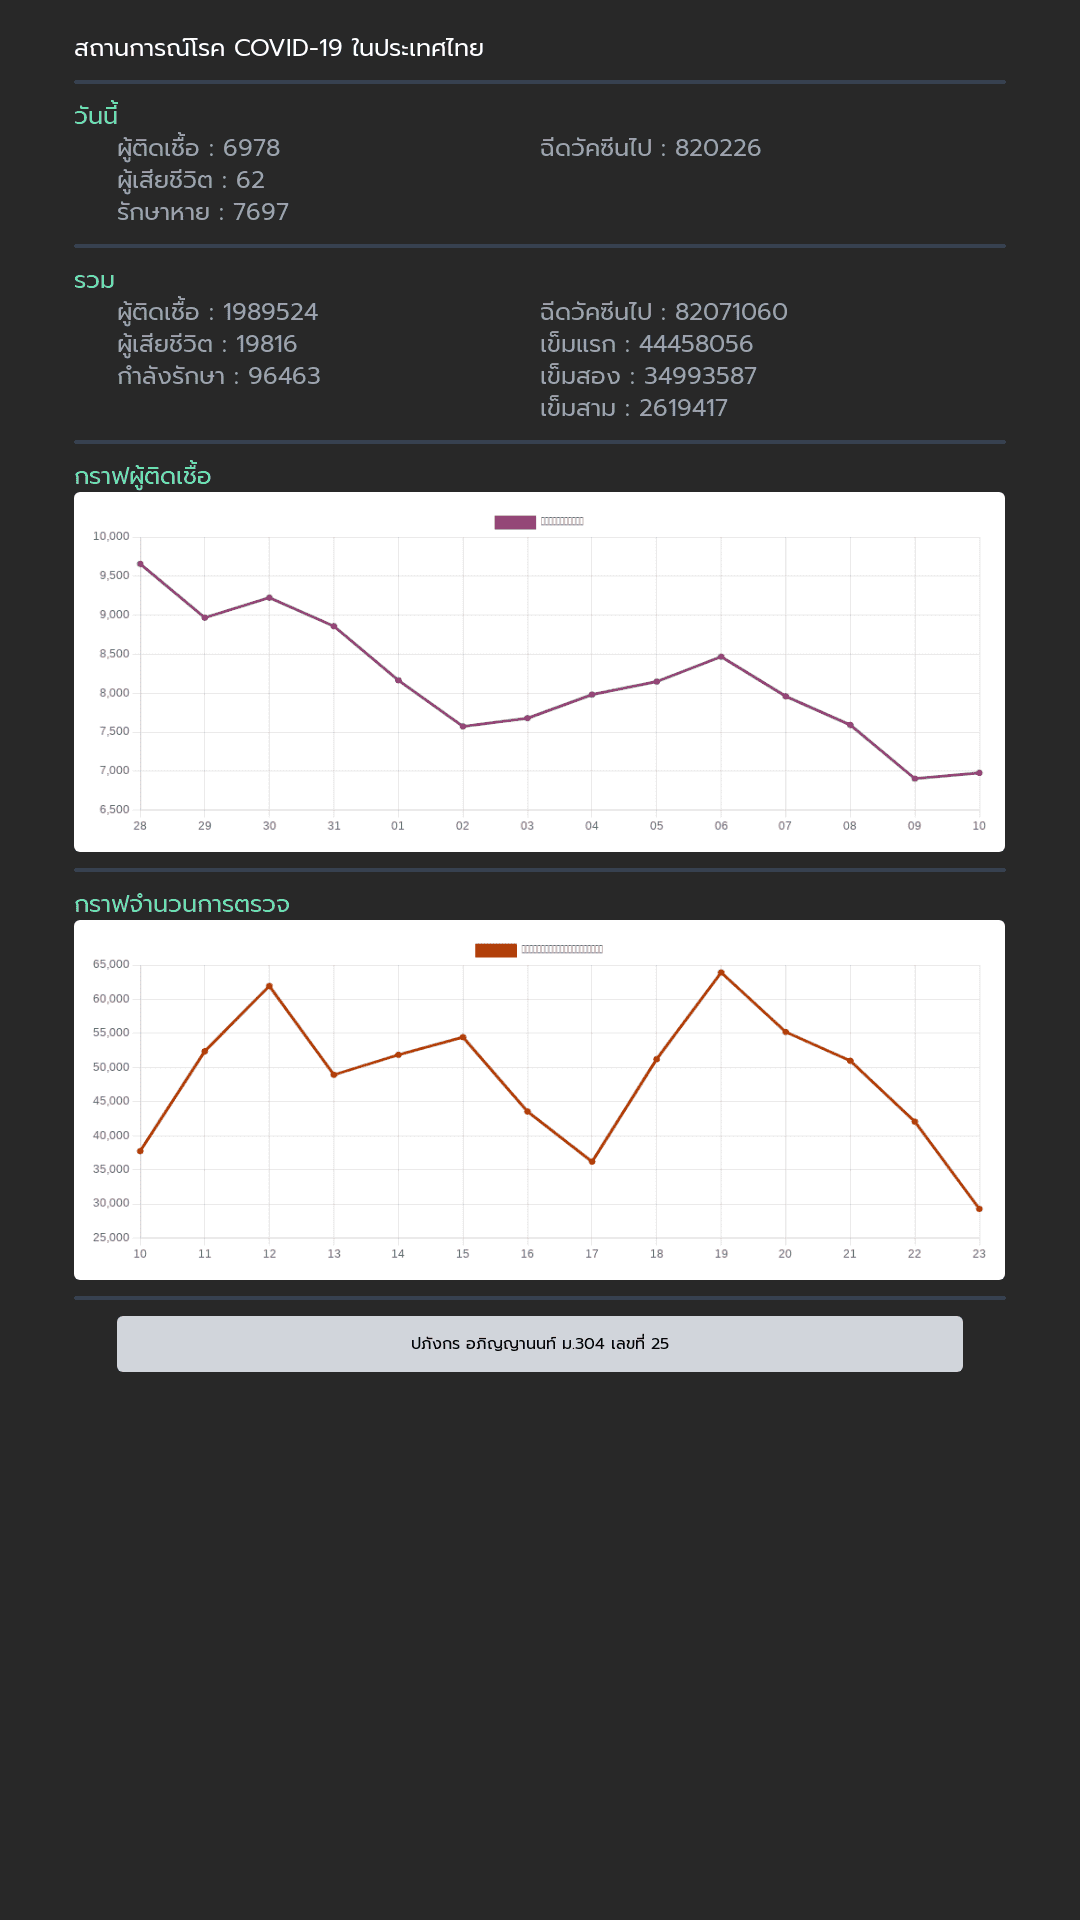 สถานการณ์โรค COVID-19 ในประเทศไทย
วันนี้
ผู้ติดเชื้อ : 6978
ฉีดวัคซีนไป : 820226
ผู้เสียชีวิต : 62
รักษาหาย : 7697
รวม
ผู้ติดเชื้อ : 1989524
ฉีดวัคซีนไป : 82071060
ผู้เสียชีวิต : 19816
เข็มแรก : 44458056
กำลังรักษา : 96463
เข็มสอง : 34993587
เข็มสาม : 2619417
กราฟผู้ติดเชื้อ
10,000
9,500
9,000
8,500
8,000
7,500
7,000
6,500
28 29 30 31 01 02 03 04 05 06 07 08 09 10
กราฟจำนวนการตรวจ
65,000
60,000
55,000
50,000
45,000
40,000
35,000
30,000
25,000
10 11 12 13 14 15 16 17 18 19 20 21 22 23
ปภังกร อภิญญานนท์ ม.304 เลขที่ 25